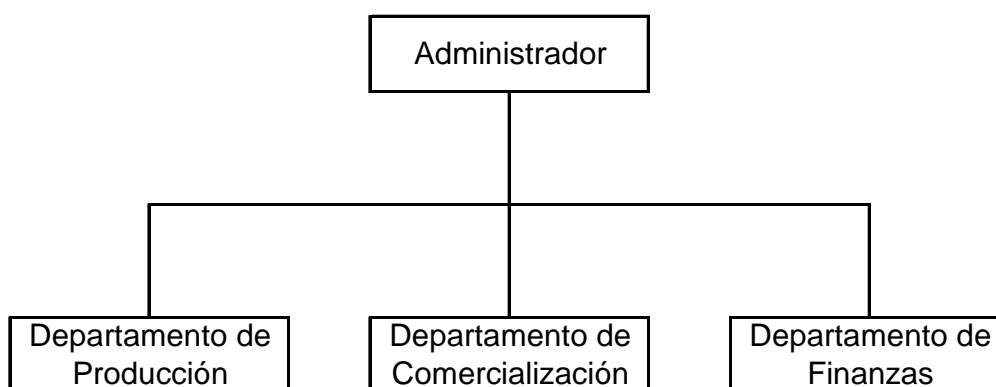 Administrador
Departamento de
Producción
Departamento de
Comercialización
Departamento de
Finanzas